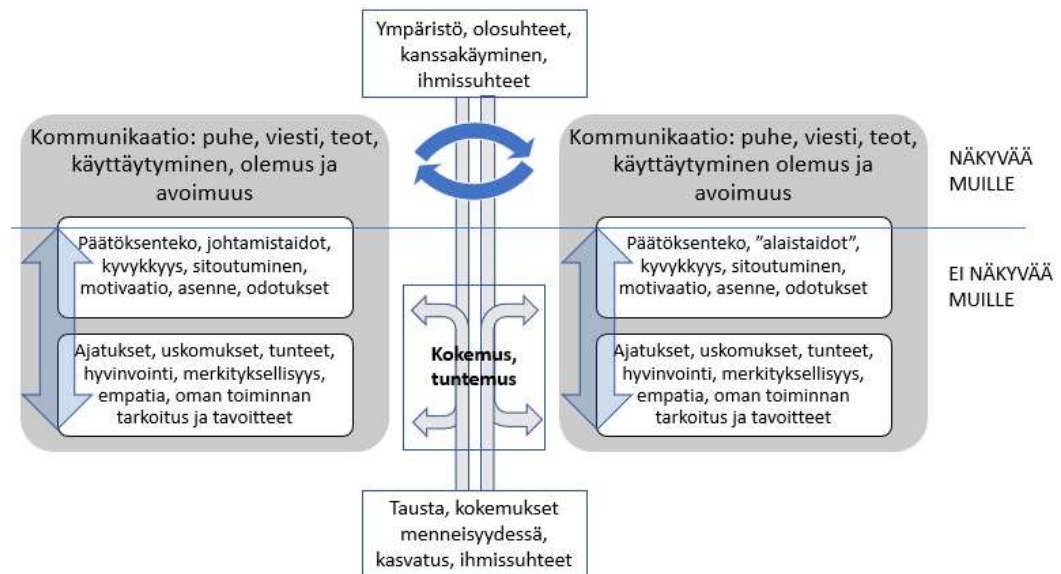 Ympäristö, olosuhteet,
kanssakäyminen,
ihmissuhteet
Kommunikaatio: puhe, viesti, teot,
käyttäytyminen, olemus ja
avoimuus
Päätöksenteko, johtamistaidot,
kyvykkyys, sitoutuminen,
motivaatio, asenne, odotukset
Ajatukset, uskomukset, tunteet,
hyvinvointi, merkityksellisyys,
empatia, oman toiminnan
tarkoitus ja tavoitteet
Kokemus,
tuntemus
Kommunikaatio: puhe, viesti, teot,
käyttäytyminen olemus ja
avoimuus
Päätöksenteko, ”alaistaidot”,
kyvykkyys, sitoutuminen,
motivaatio, asenne, odotukset
Ajatukset, uskomukset, tunteet,
hyvinvointi, merkityksellisyys,
empatia, oman toiminnan
tarkoitus ja tavoitteet
NÄKYVÄÄ
MUILLE
EI NÄKYVÄÄ
MUILLE
Tausta, kokemukset
menneisyydessä,
kasvatus, ihmissuhteet